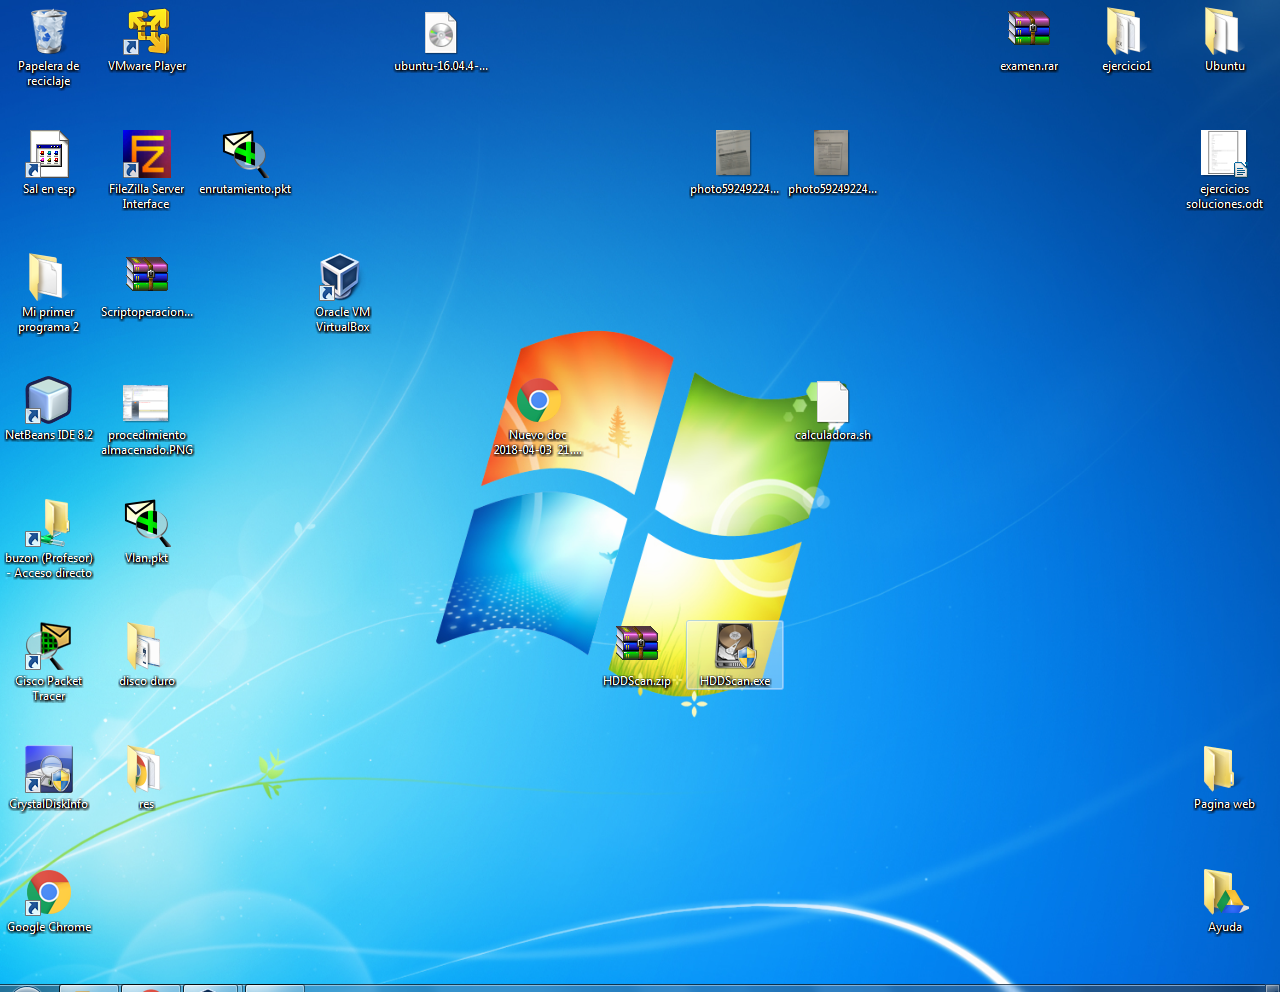 Papelera de
reciclaje
VMware Player
ubuntu-16.04.4-...
examen.rar
ejercicio1
Ubuntu
Sal en esp
FileZilla Server
Interface
enrutamiento.pkt
photo59249224...
photo59249224...
ejercicios
soluciones.odt
Mi primer
programa 2
Scriptoperacion...
Oracle VM
VirtualBox
NetBeans IDE 8.2
procedimiento
almacenado.PNG
Nuevo doc
2018-04-03 21....
calculadora.sh
buzon (Profesor)
- Acceso directo
Vlan.pkt
Cisco Packet
Tracer
disco duro
HDDScan.zip
HDDScan.exe
CrystalDiskInfo
res
Pagina web
Google Chrome
Ayuda